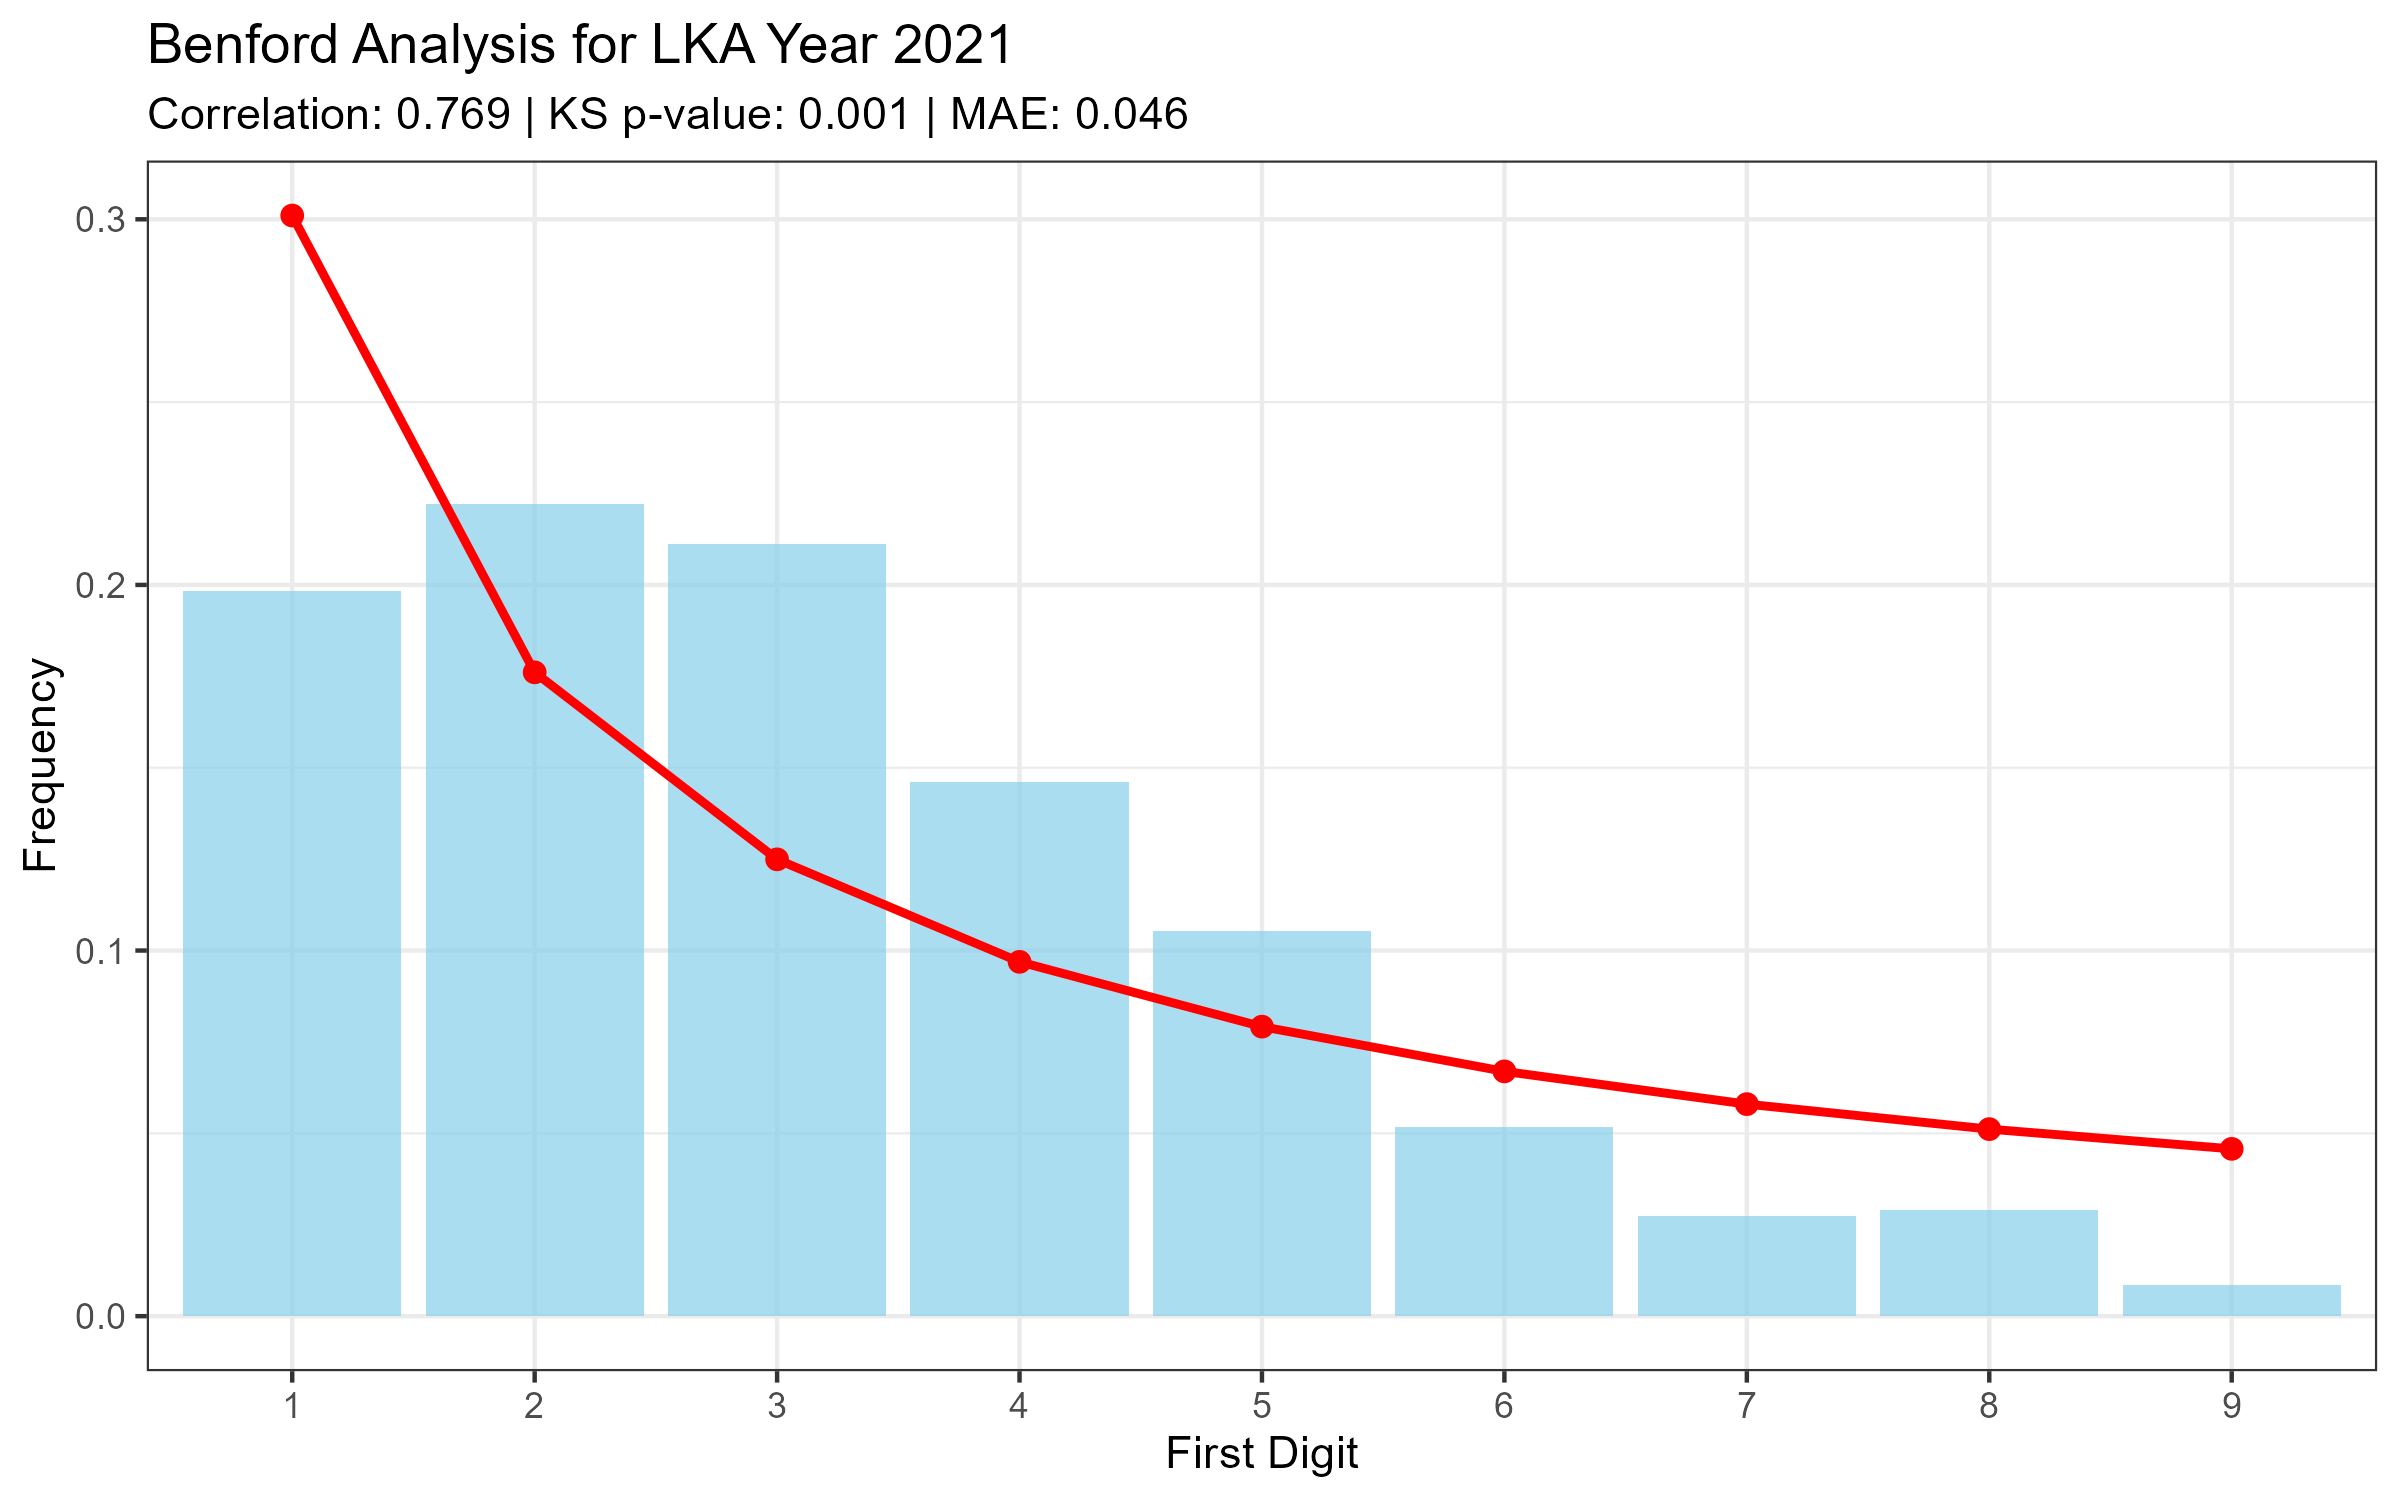 Benford Analysis for LKA Year 2021
Correlation: 0.769 | KS p-value: 0.001 | MAE: 0.046
Frequency
0.3
0.2
0.1
0.0
1 2 3 4 5 6 7 8 9
First Digit